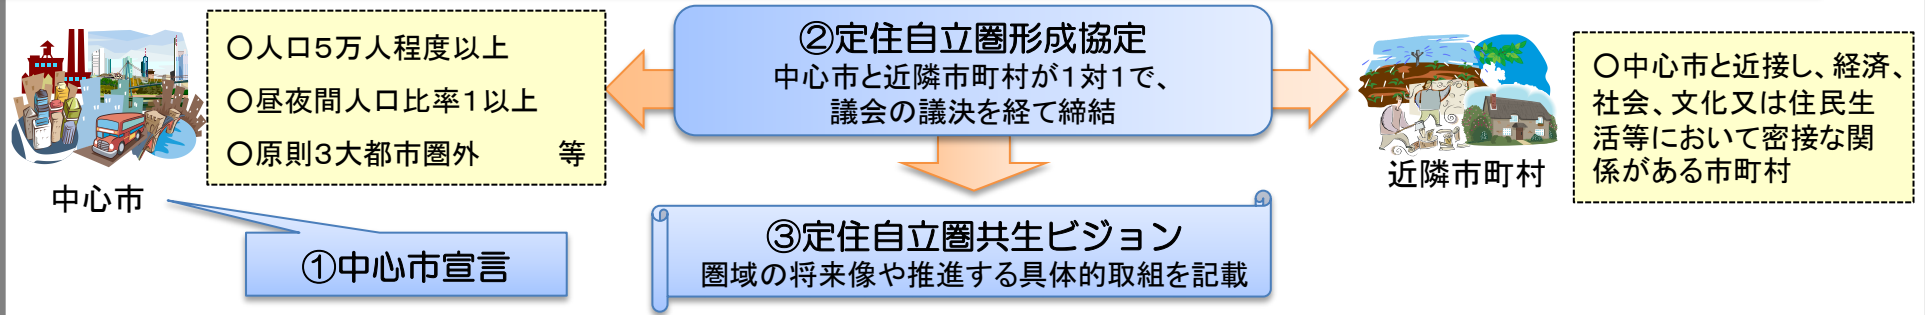 〇人口５万人程度以上
〇昼夜間人口比率１以上
〇原則３大都市圏外　　　等
中心市
①中心市宣言
②定住自立圏形成協定
中心市と近隣市町村が１対１で、
議会の議決を経て締結
③定住自立圏共生ビジョン
圏域の将来像や推進する具体的取組を記載
近隣市町村
〇中心市と近接し、経済、
社会、文化又は住民生
活等において密接な関
係がある市町村